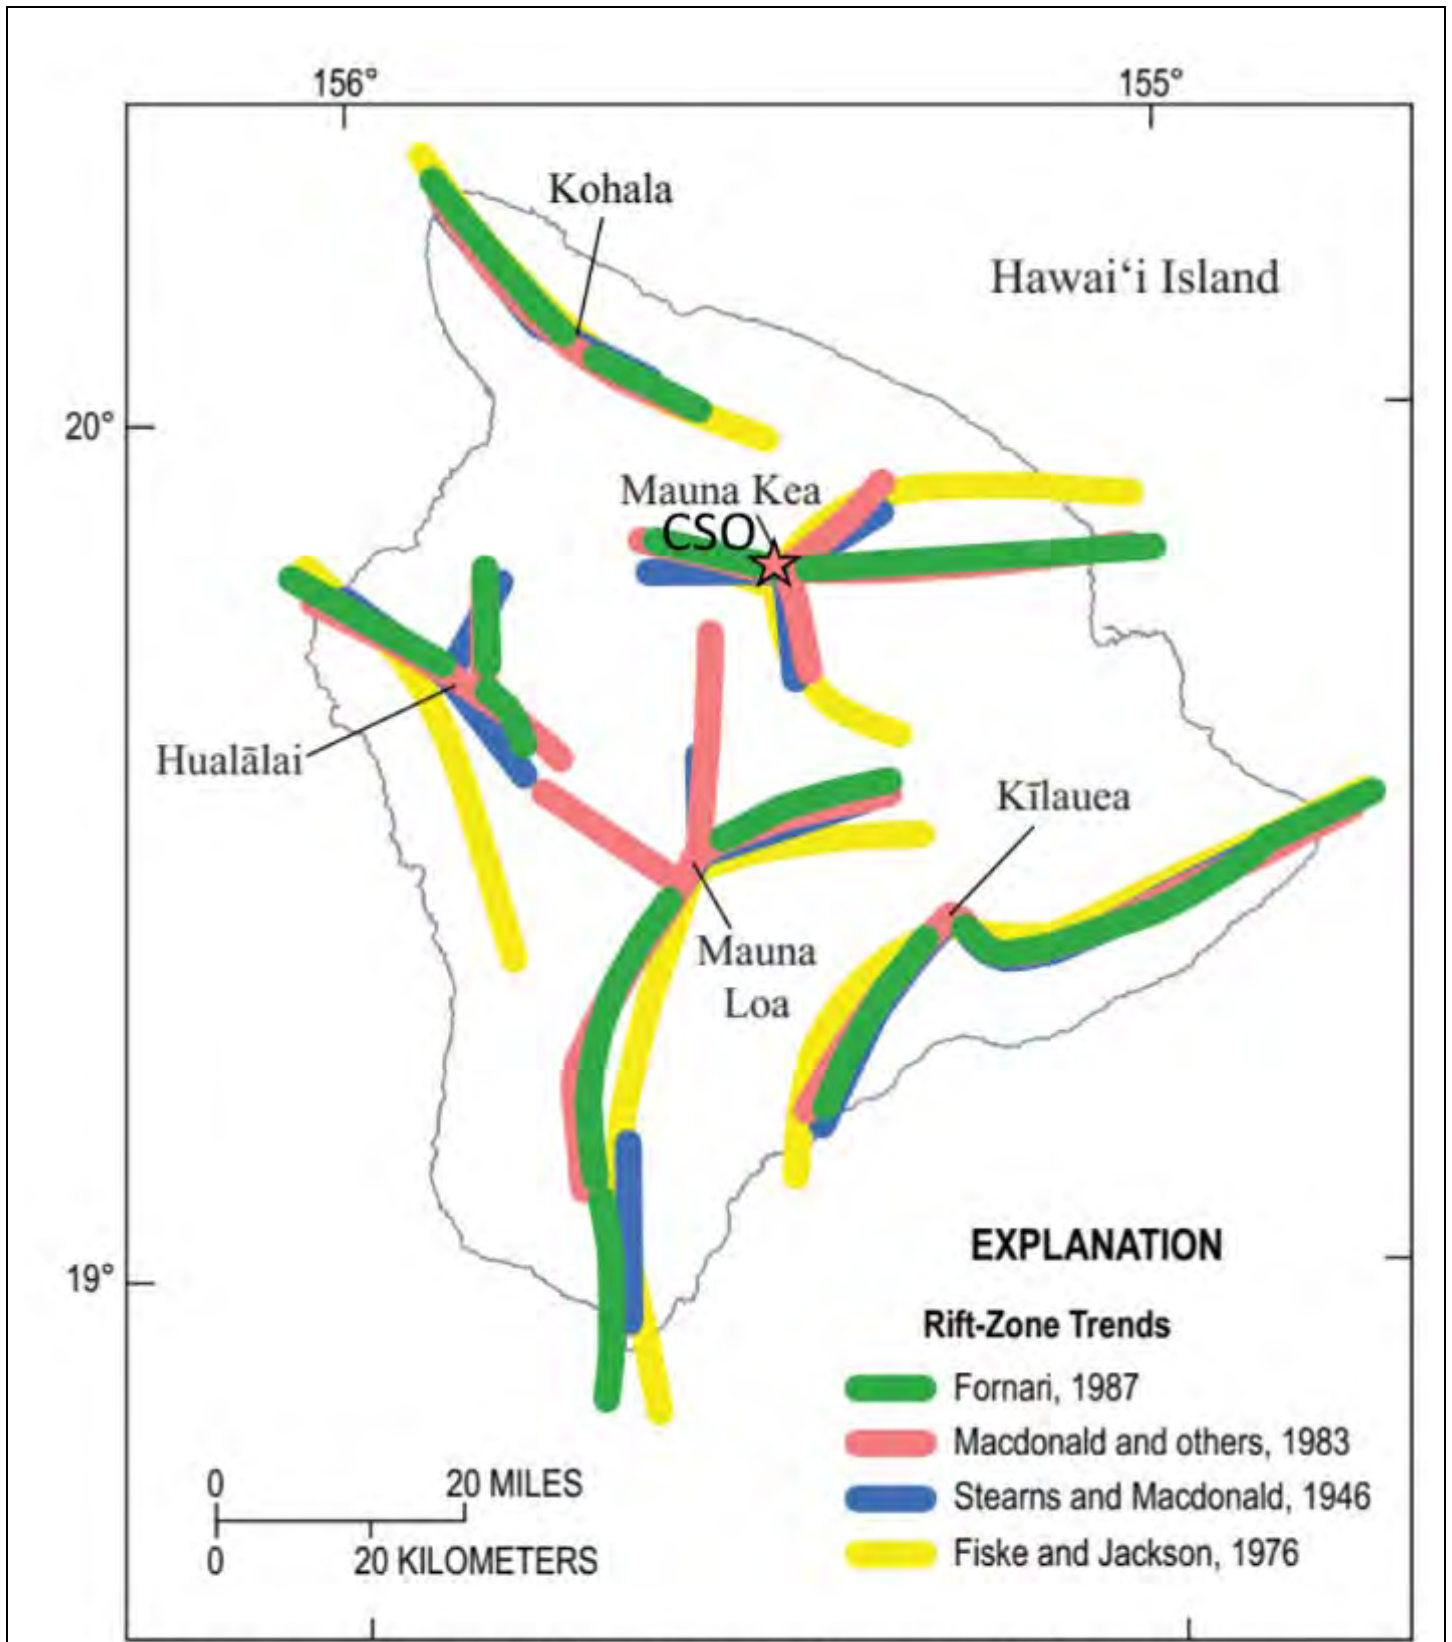 156°
155°
Kohala
Hawaiʻi Island
20°
Mauna Kea
CSO
Hualālai
Kīlauea
Mauna
Loa
19°
EXPLANATION
Rift-Zone Trends
Fornari, 1987
Macdonald and others, 1983
Stearns and Macdonald, 1946
Fiske and Jackson, 1976
0 20 MILES
0 20 KILOMETERS